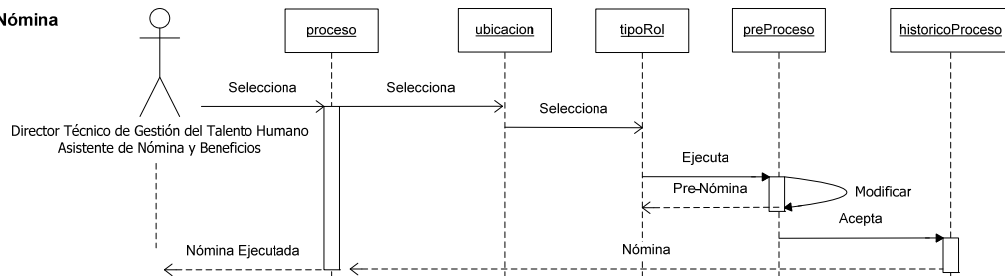 Nómina
proceso
ubicacion
tipoRol
preProceso
historicoProceso
Selecciona
Selecciona
Selecciona
Director Técnico de Gestión del Talento Humano
Asistente de Nómina y Beneficios
Ejecuta
Pre-Nómina
Modificar
Acepta
Nómina Ejecutada
Nómina